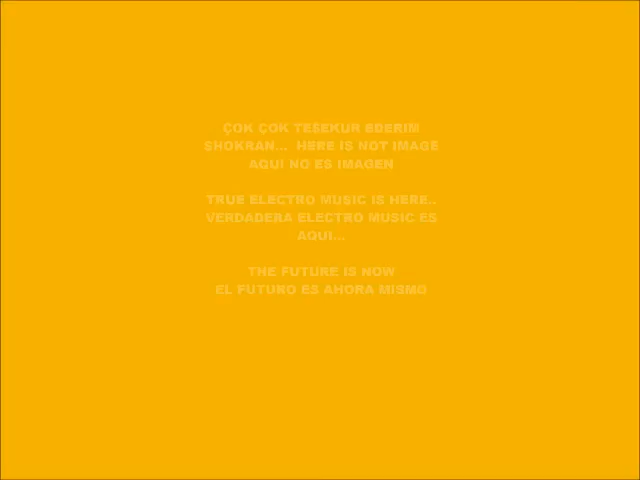 ÇOK ÇOK TEŞEKUR EDERIM
SHOKRAN... HERE IS NOT IMAGE
AQUI NO ES IMAGEN
TRUE ELECTRO MUSIC IS HERE..
VERDADERA ELECTRO MUSIC ES
AQUI...
THE FUTURE IS NOW
EL FUTURO ES AHORA MISMO